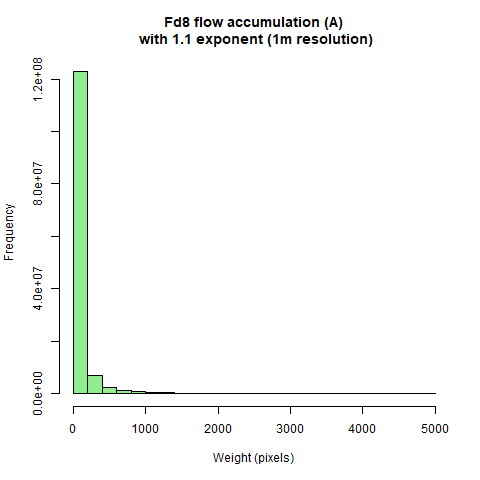 Fd8 flow accumulation (A)
with 1.1 exponent (1m resolution)
Frequency
1.2e+08
8.0e+07
4.0e+07
0.0e+00
0 1000 2000 3000 4000 5000
Weight (pixels)